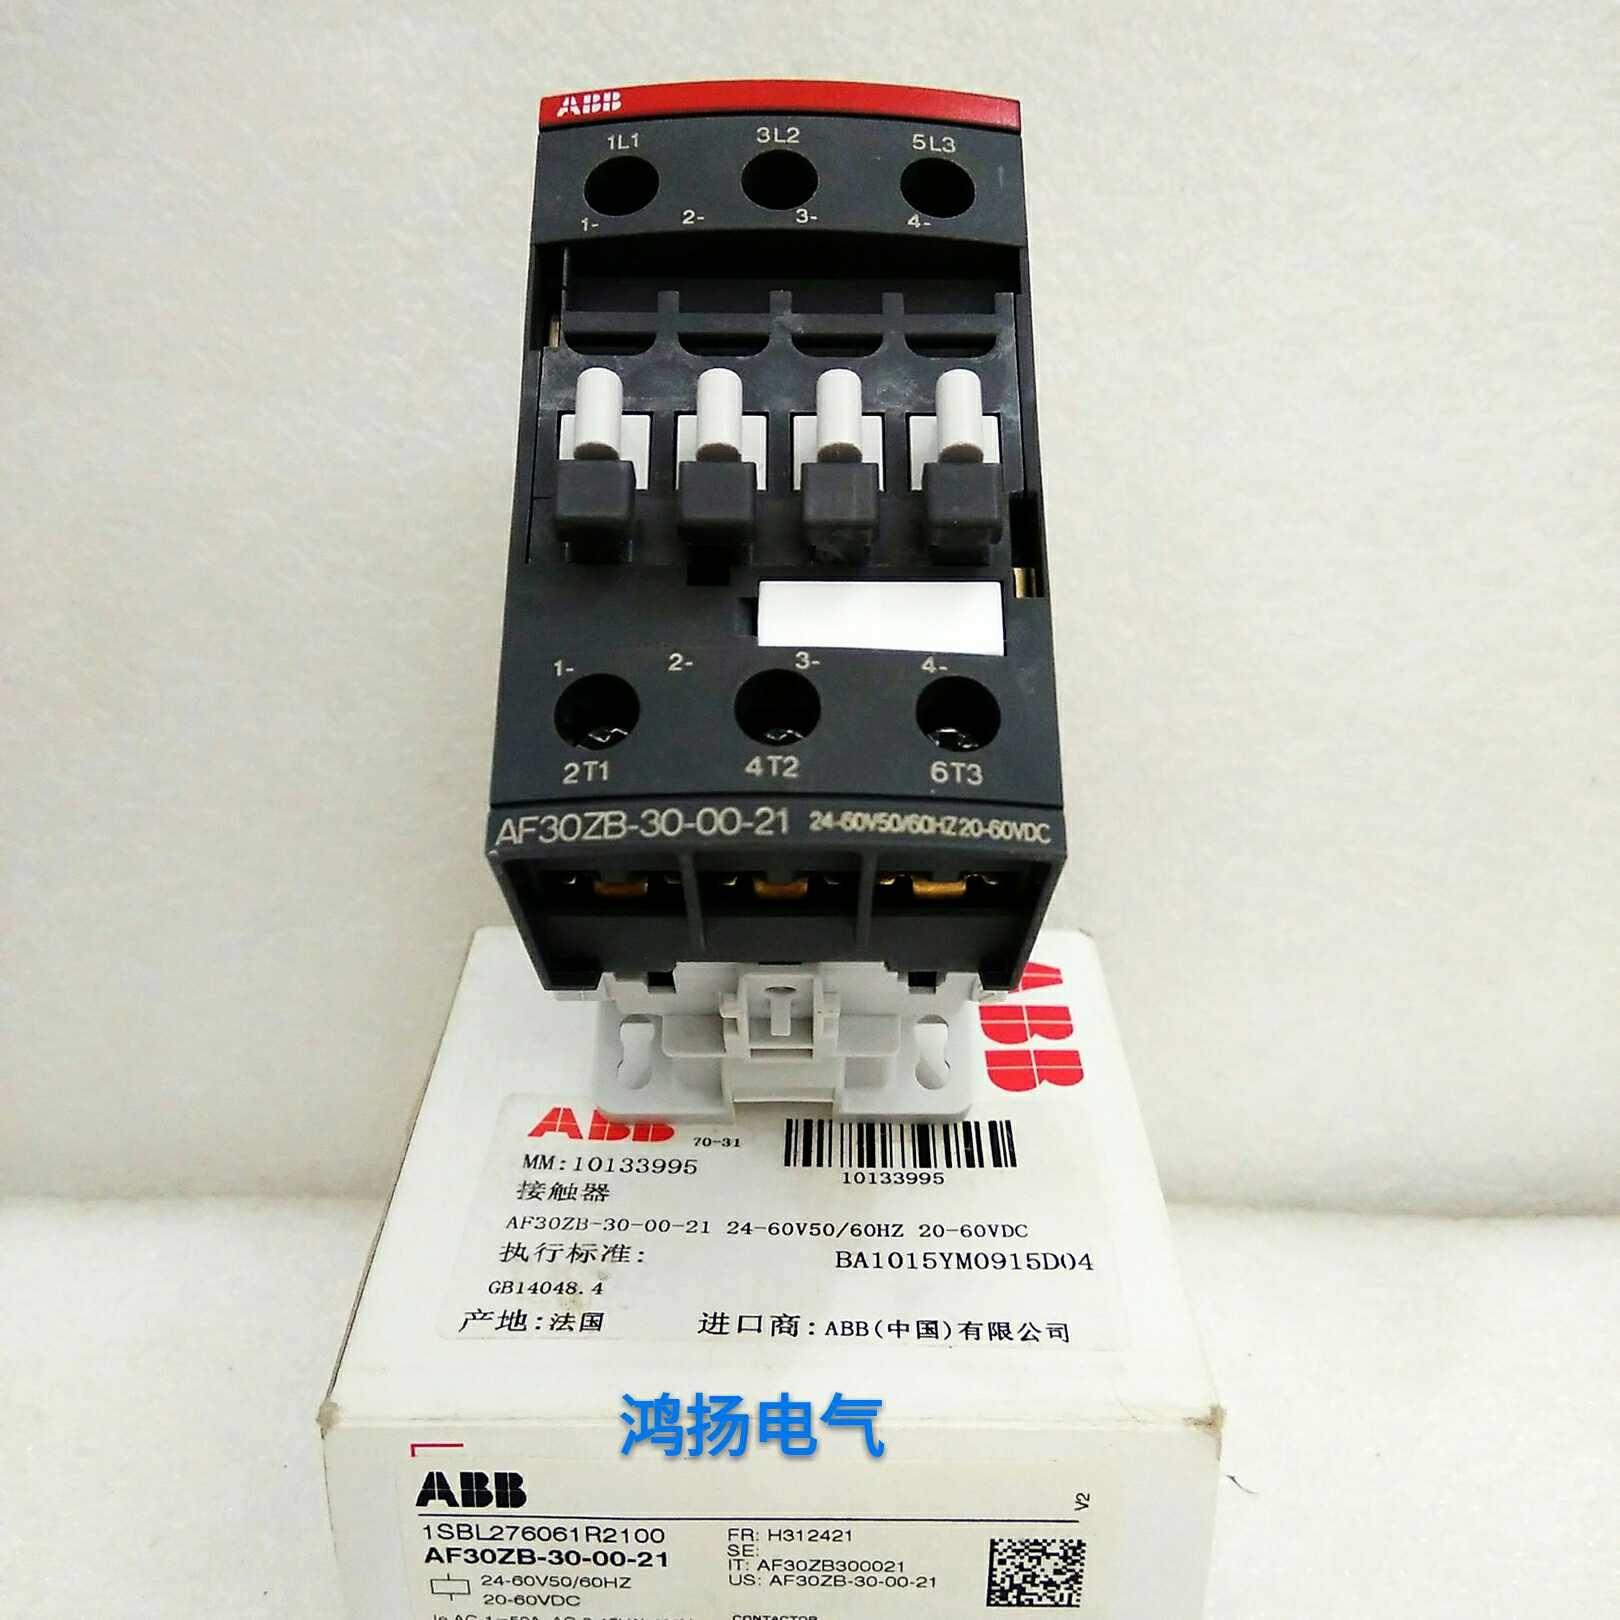 ABB
1L1 3L2 5L3
1- 2- 3- 4-
1- 2- 3- 4-
2T1 4T2 6T3
AF30ZB-30-00-21 24-60V50/60HZ20-60VDC
ABB
ABB 70-31
MM:10133995
10133995
接触器
AF30ZB-30-00-21 24-60V50/60HZ 20-60VDC
执行标准: BA1015YM0915D04
GB14048.4
产地:法国 进口商:ABB(中国)有限公司
鸿扬电气
ABB
V2
1SBL276061R2100 FR: H312421
AF30ZB-30-00-21 SE:
IT: AF30ZB300021
24-60V50/60HZ US: AF30ZB-30-00-21
20-60VDC
CONTACTOR